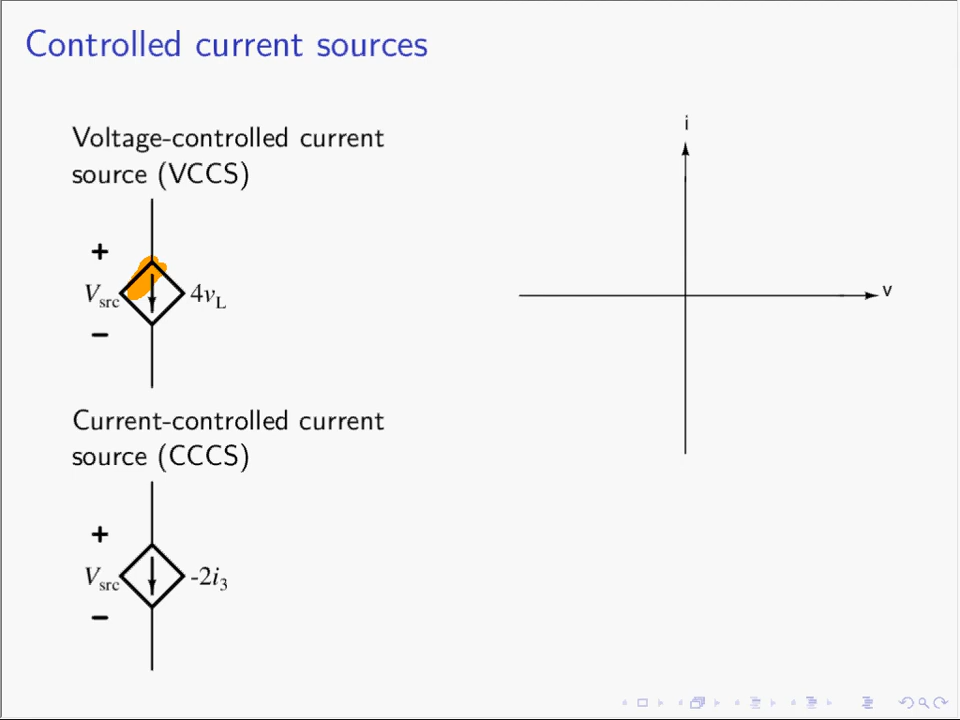 Controlled current sources
Voltage-controlled current
source (VCCS)
+
V_src
4v_L
−
Current-controlled current
source (CCCS)
+
V_src
-2i_3
−
i
v